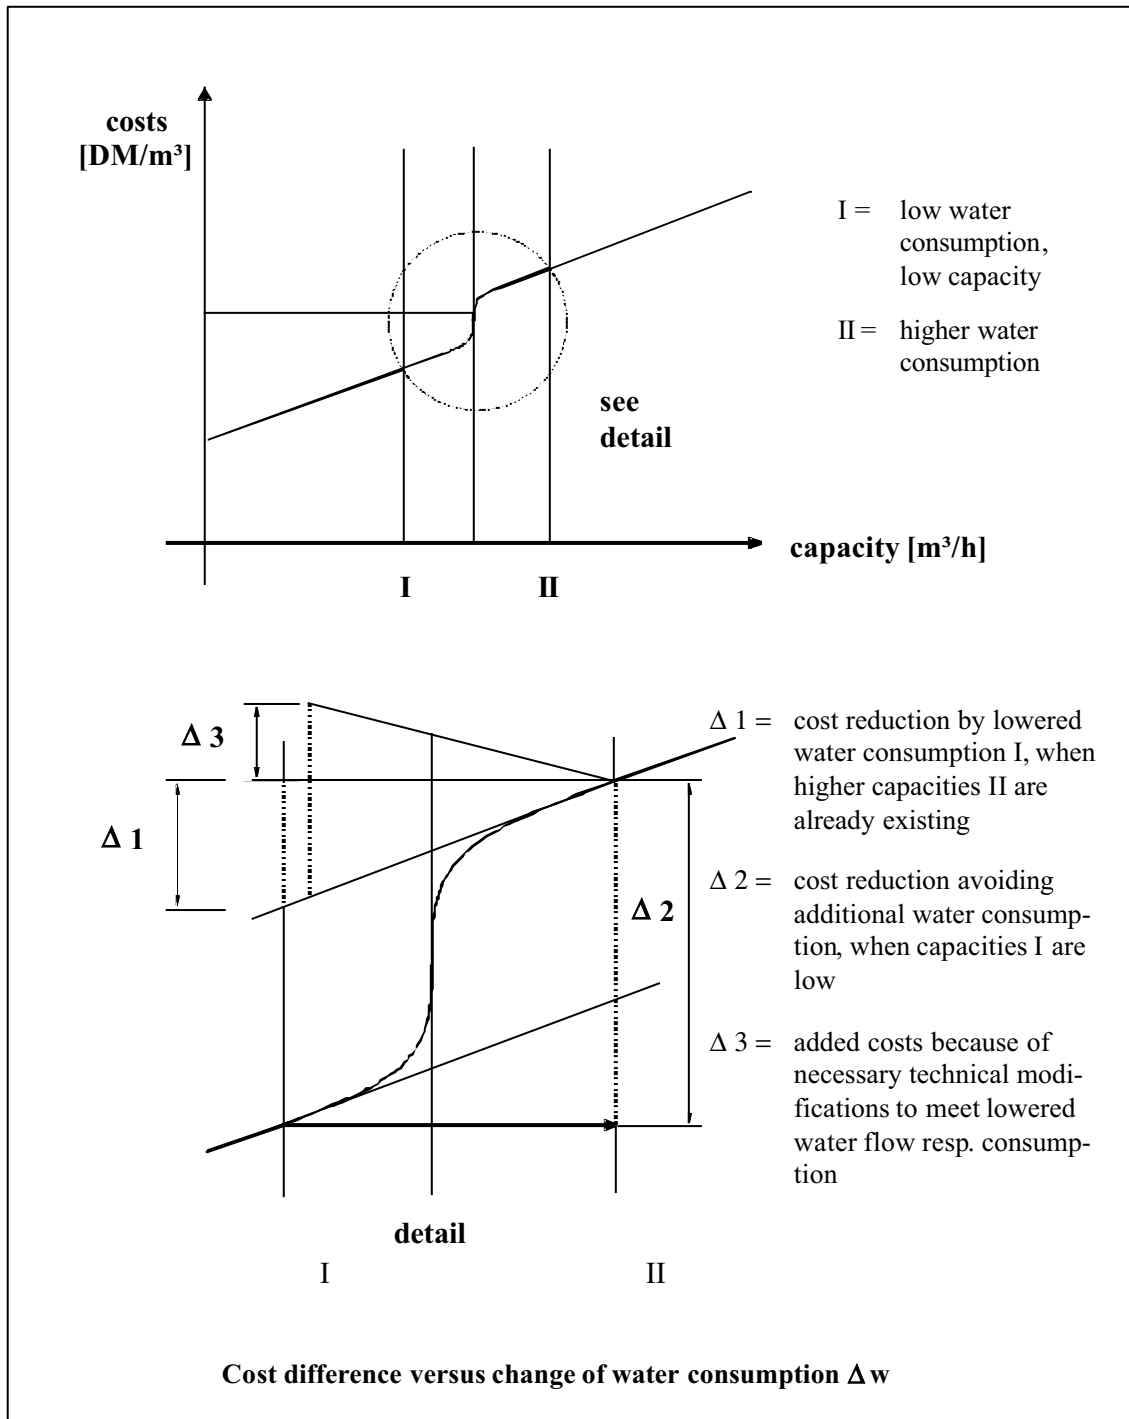 costs
[DM/m³]
I = low water
consumption,
low capacity
II = higher water
consumption
see
detail
capacity [m³/h]
I II
Δ 3
Δ 1
Δ 2
Δ 1 = cost reduction by lowered
water consumption I, when
higher capacities II are
already existing
Δ 2 = cost reduction avoiding
additional water consump-
tion, when capacities I are
low
Δ 3 = added costs because of
necessary technical modi-
fications to meet lowered
water flow resp. consump-
tion
detail
I II
Cost difference versus change of water consumption Δ w